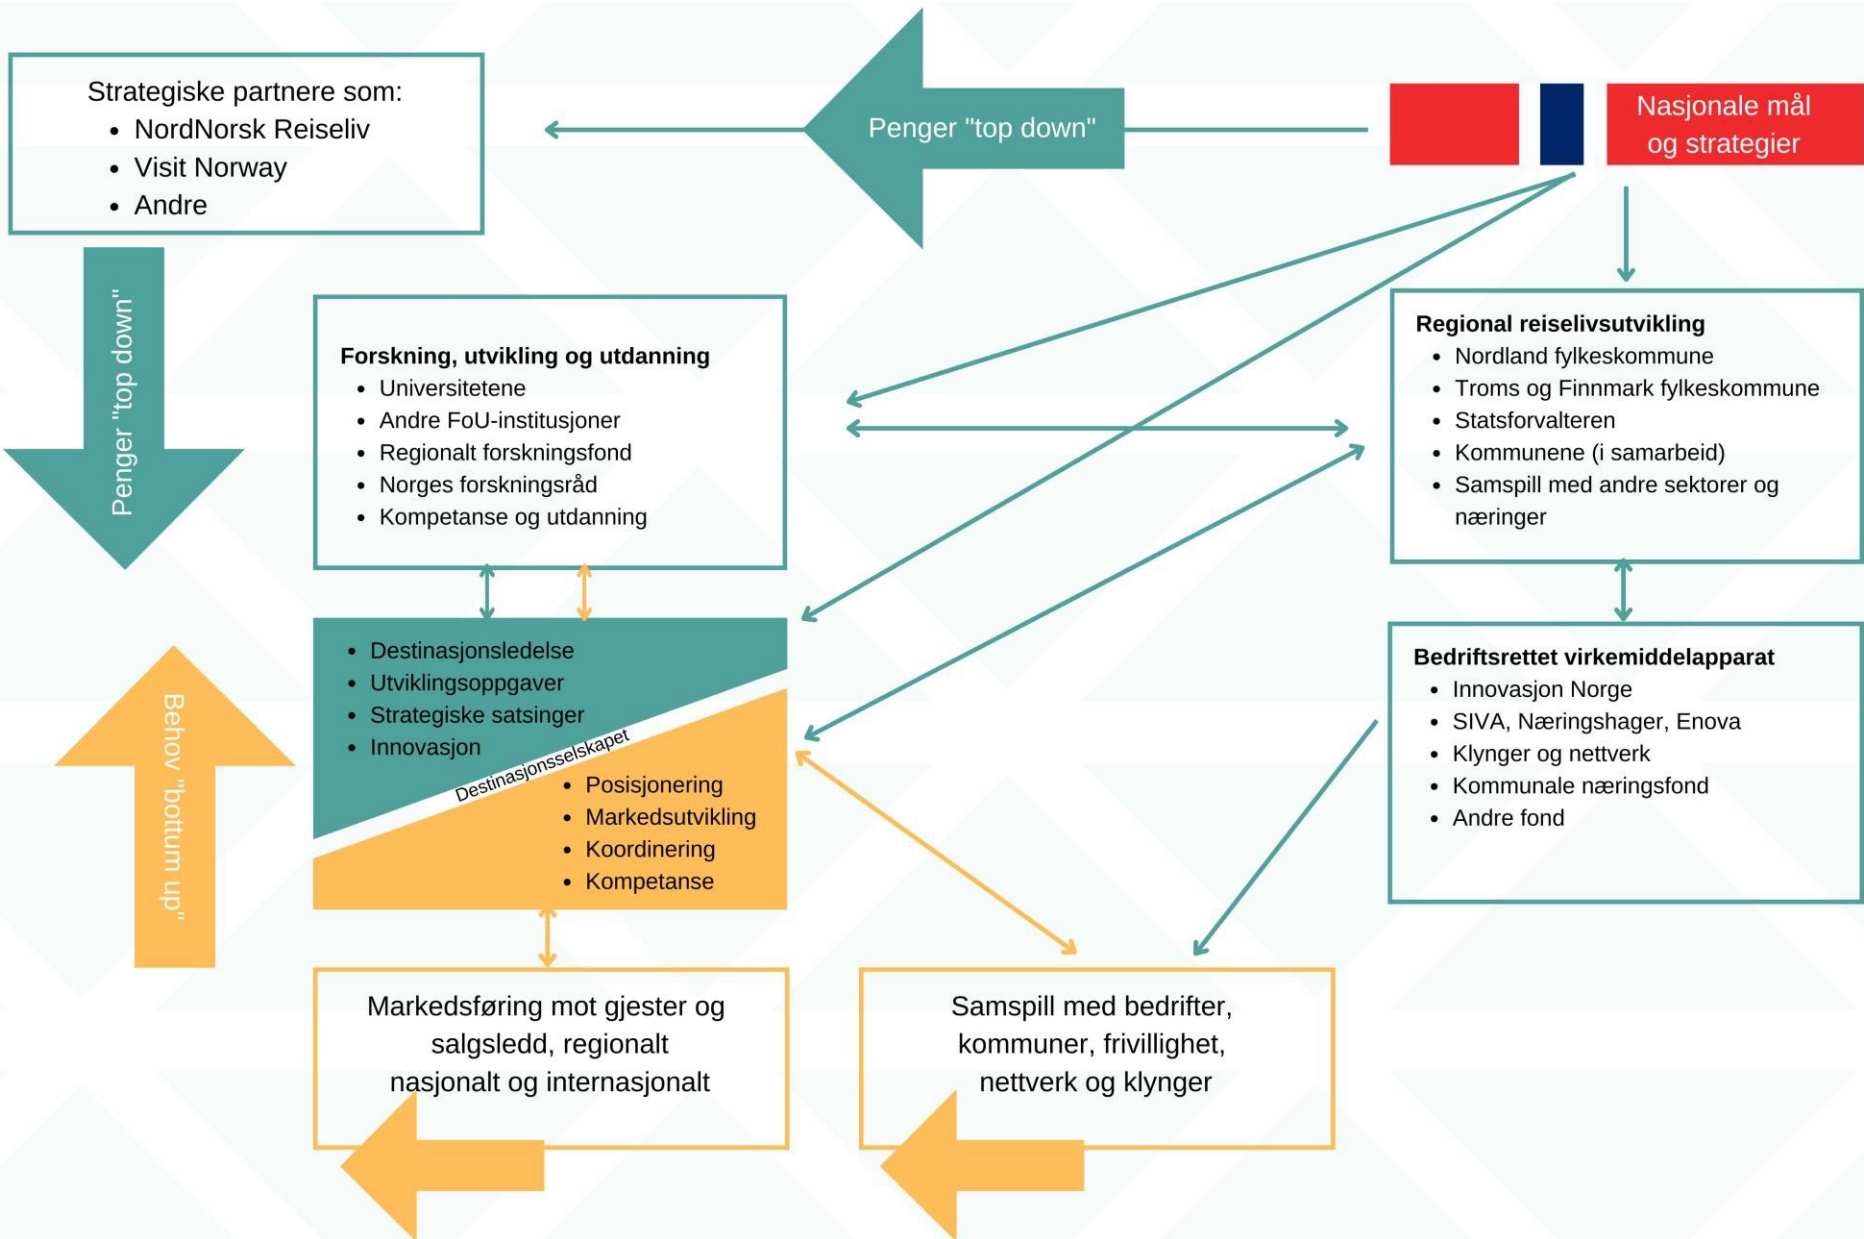 Strategiske partnere som:
• NordNorsk Reiseliv
• Visit Norway
• Andre
Penger "top down"
Nasjonale mål
og strategier
Penger "top down"
Forskning, utvikling og utdanning
• Universitetene
• Andre FoU-institusjoner
• Regionalt forskningsfond
• Norges forskningsråd
• Kompetanse og utdanning
Regional reiselivsutvikling
• Nordland fylkeskommune
• Troms og Finnmark fylkeskommune
• Statsforvalteren
• Kommunene (i samarbeid)
• Samspill med andre sektorer og
næringer
Behov "bottum up"
• Destinasjonsledelse
• Utviklingsoppgaver
• Strategiske satsinger
• Innovasjon
Destinasjonsselskapet
• Posisjonering
• Markedsutvikling
• Koordinering
• Kompetanse
Bedriftsrettet virkemiddelapparat
• Innovasjon Norge
• SIVA, Næringshager, Enova
• Klynger og nettverk
• Kommunale næringsfond
• Andre fond
Markedsføring mot gjester og
salgsledd, regionalt
nasjonalt og internasjonalt
Samspill med bedrifter,
kommuner, frivillighet,
nettverk og klynger